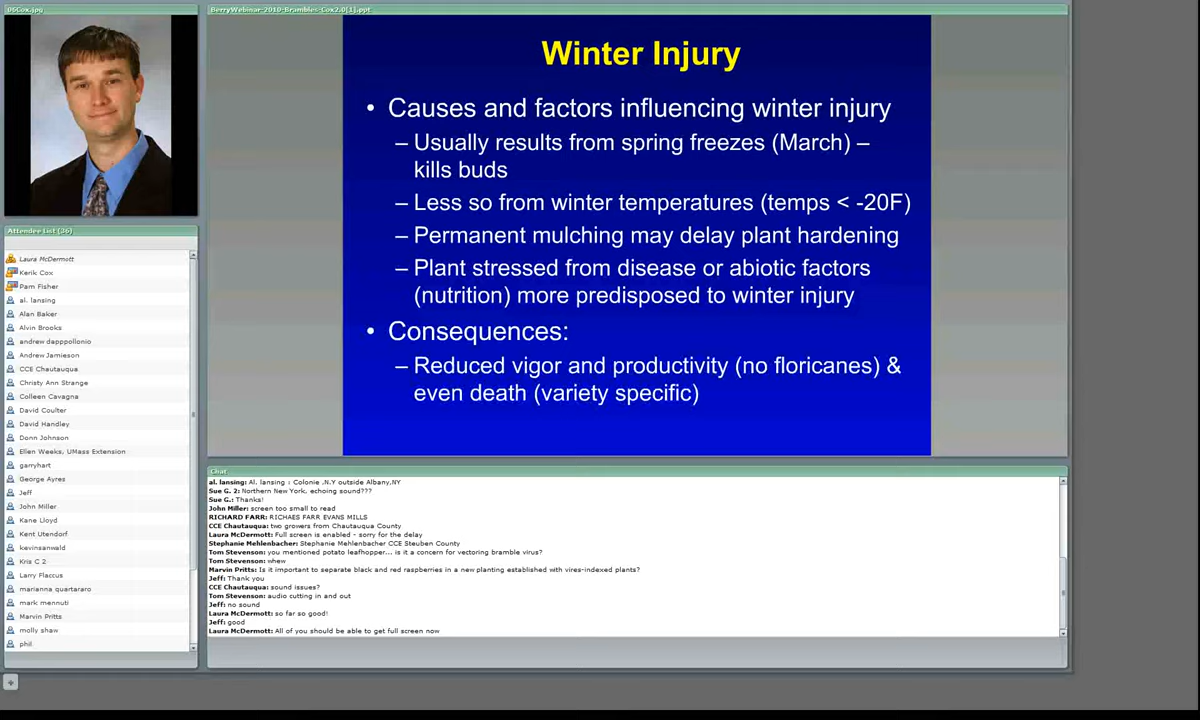 06Cox.jpg
BerryWebinar-2010-Brambles-Cox2.0[1].ppt
Winter Injury
• Causes and factors influencing winter injury
– Usually results from spring freezes (March) –
kills buds
– Less so from winter temperatures (temps < -20F)
– Permanent mulching may delay plant hardening
– Plant stressed from disease or abiotic factors
(nutrition) more predisposed to winter injury
• Consequences:
– Reduced vigor and productivity (no floricanes) &
even death (variety specific)
Attendee List (36)
Laura McDermott
Kerik Cox
Pam Fisher
al. lansing
Alan Baker
Alvin Brooks
andrew dapppollonio
Andrew Jamieson
CCE Chautauqua
Christy Ann Strange
Colleen Cavagna
David Coulter
David Handley
Donn Johnson
Ellen Weeks, UMass Extension
garryhart
George Ayres
Jeff
John Miller
Kane Lloyd
Kent Utendorf
kevinsanwald
Kris C 2
Larry Flaccus
marianna quartararo
mark mennuti
Marvin Pritts
molly shaw
phil
Chat
al. lansing: Al. lansing : Colonie ,N.Y outside Albany,NY
Sue G. 2: Northern New York, echoing sound???
Sue G.: Thanks!
John Miller: screen too small to read
RICHARD FARR: RICHAES FARR EVANS MILLS
CCE Chautauqua: two growers from Chautauqua County
Laura McDermott: Full screen is enabled - sorry for the delay
Stephanie Mehlenbacher: Stephanie Mehlenbacher CCE Steuben County
Tom Stevenson: you mentioned potato leafhopper... is it a concern for vectoring bramble virus?
Tom Stevenson: whew
Marvin Pritts: Is it important to separate black and red raspberries in a new planting established with vires-indexed plants?
Jeff: Thank you
CCE Chautauqua: sound issues?
Tom Stevenson: audio cutting in and out
Jeff: no sound
Laura McDermott: so far so good!
Jeff: good
Laura McDermott: All of you should be able to get full screen now